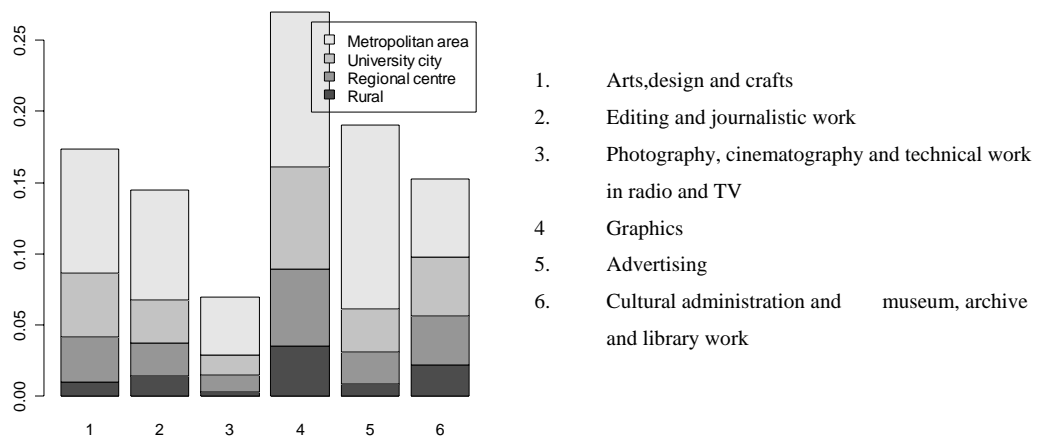 0.25
0.20
0.15
0.10
0.05
0.00
Metropolitan area
University city
Regional centre
Rural
1 2 3 4 5 6
1. Arts,design and crafts
2. Editing and journalistic work
3. Photography, cinematography and technical work
in radio and TV
4 Graphics
5. Advertising
6. Cultural administration and museum, archive
and library work